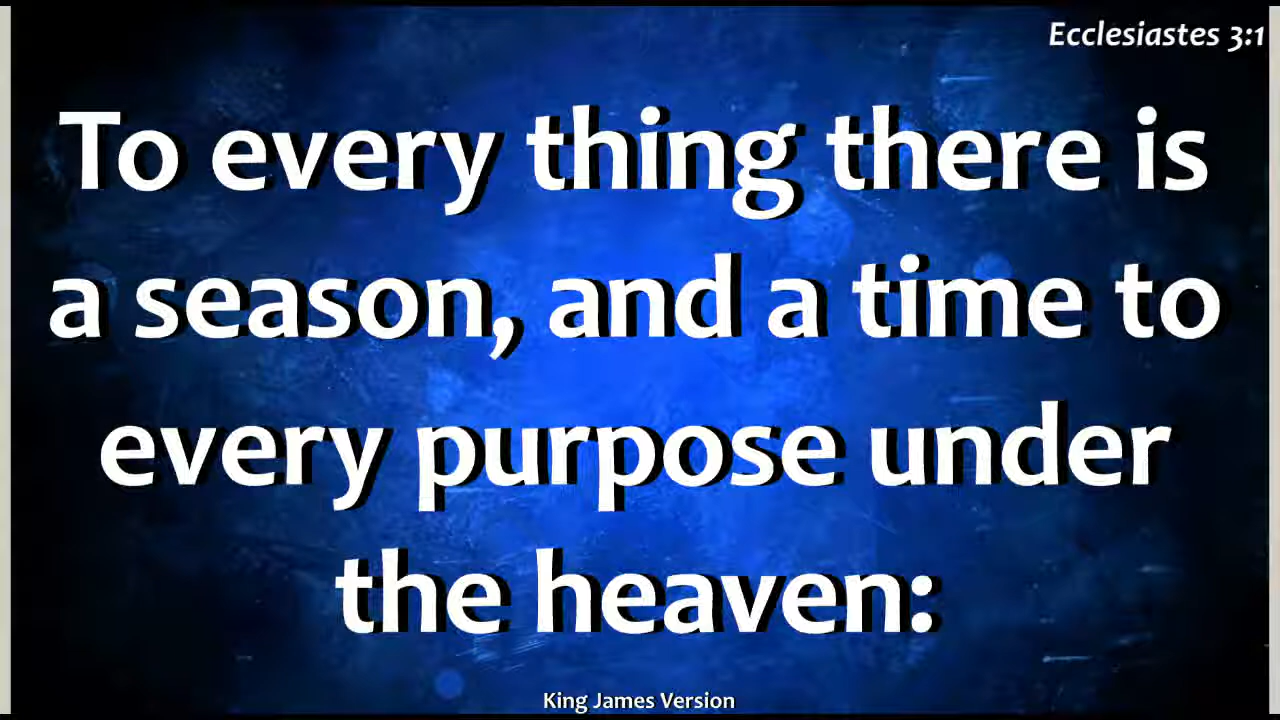 Ecclesiastes 3:1
To every thing there is
a season, and a time to
every purpose under
the heaven:
King James Version